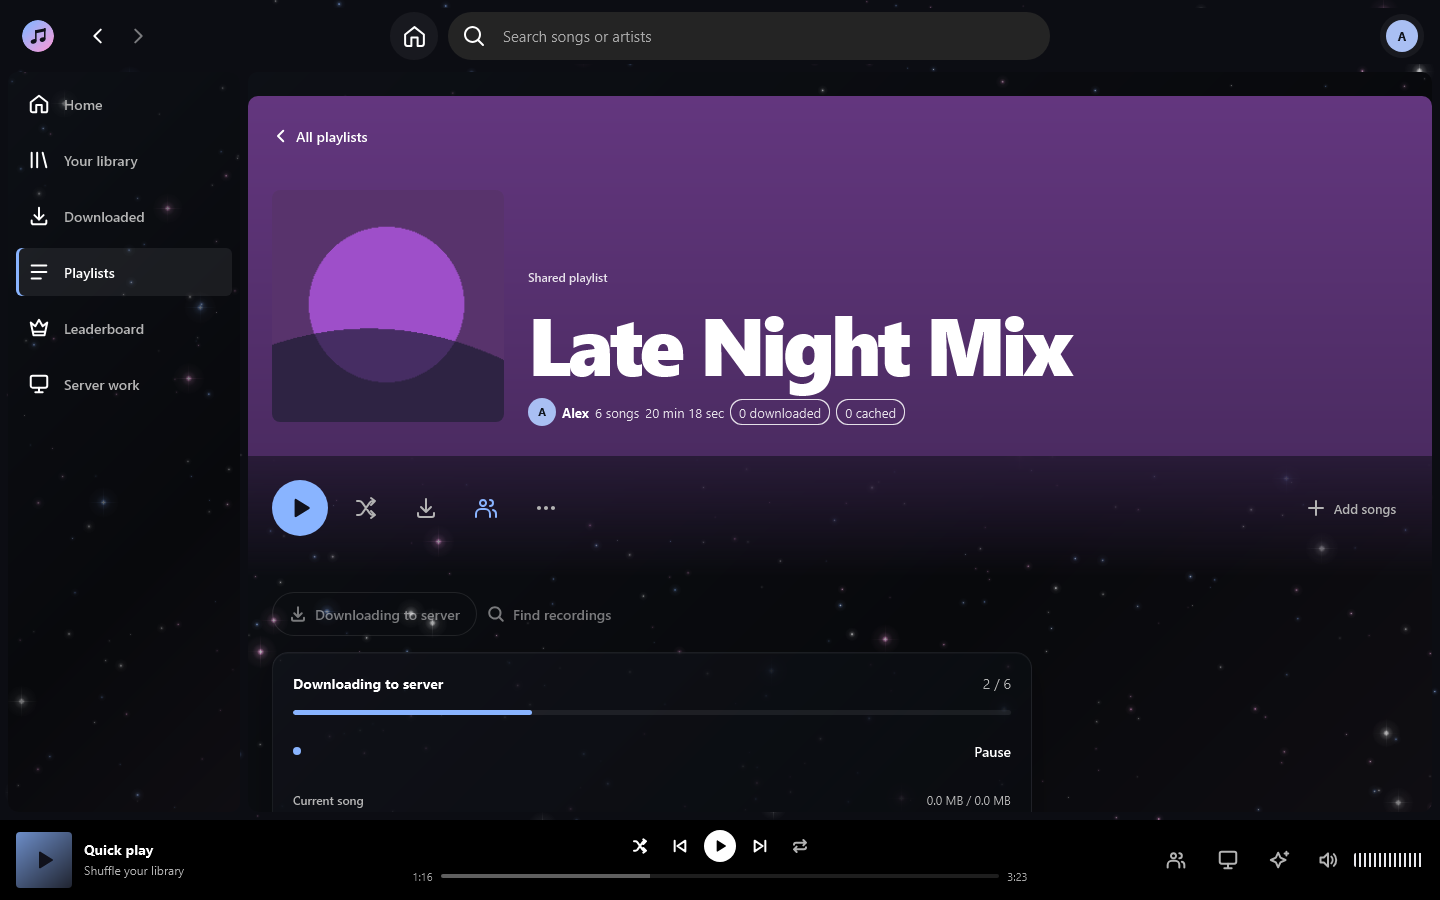 Search songs or artists
A
Home
Your library
Downloaded
Playlists
Leaderboard
Server work
All playlists
Shared playlist
Late Night Mix
A Alex 6 songs 20 min 18 sec 0 downloaded 0 cached
Add songs
Downloading to server Find recordings
Downloading to server 2 / 6
Pause
Current song 0.0 MB / 0.0 MB
Quick play
Shuffle your library
1:16 3:23